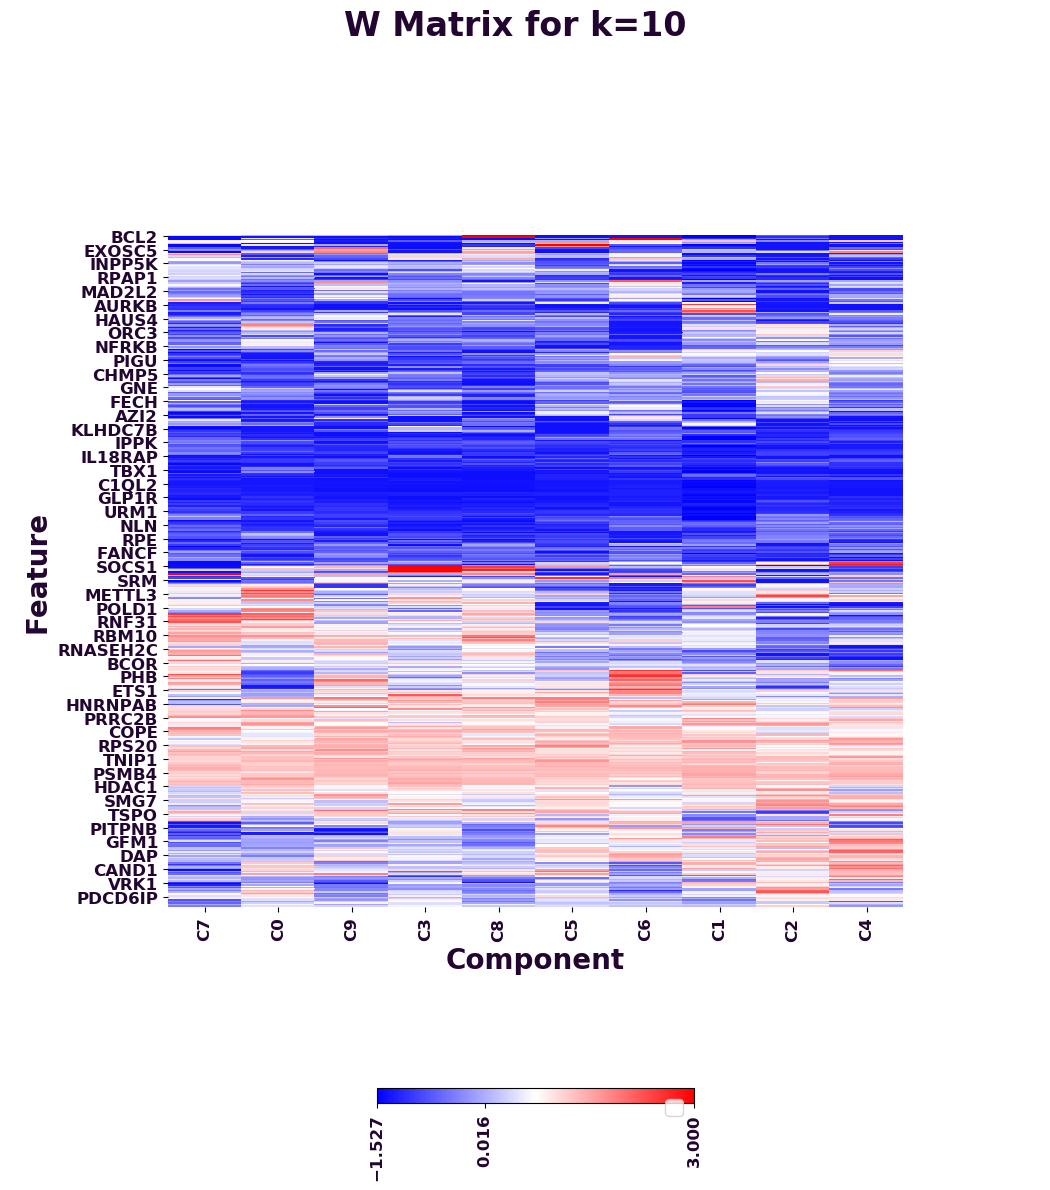 W Matrix for k=10
BCL2
EXOSC5
INPP5K
RPAP1
MAD2L2
AURKB
HAUS4
ORC3
NFRKB
PIGU
CHMP5
GNE
FECH
AZI2
KLHDC7B
IPPK
IL18RAP
TBX1
C1QL2
GLP1R
URM1
NLN
RPE
FANCF
SOCS1
SRM
METTL3
POLD1
RNF31
RBM10
RNASEH2C
BCOR
PHB
ETS1
HNRNPAB
PRRC2B
COPE
RPS20
TNIP1
PSMB4
HDAC1
SMG7
TSPO
PITPNB
GFM1
DAP
CAND1
VRK1
PDCD6IP
Feature
C7 C0 C9 C3 C8 C5 C6 C1 C2 C4
Component
−1.527 0.016 3.000